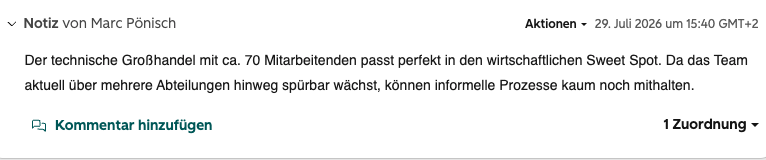 Notiz von Marc Pönisch
Aktionen 29. Juli 2026 um 15:40 GMT+2
Der technische Großhandel mit ca. 70 Mitarbeitenden passt perfekt in den wirtschaftlichen Sweet Spot. Da das Team
aktuell über mehrere Abteilungen hinweg spürbar wächst, können informelle Prozesse kaum noch mithalten.
Kommentar hinzufügen
1 Zuordnung